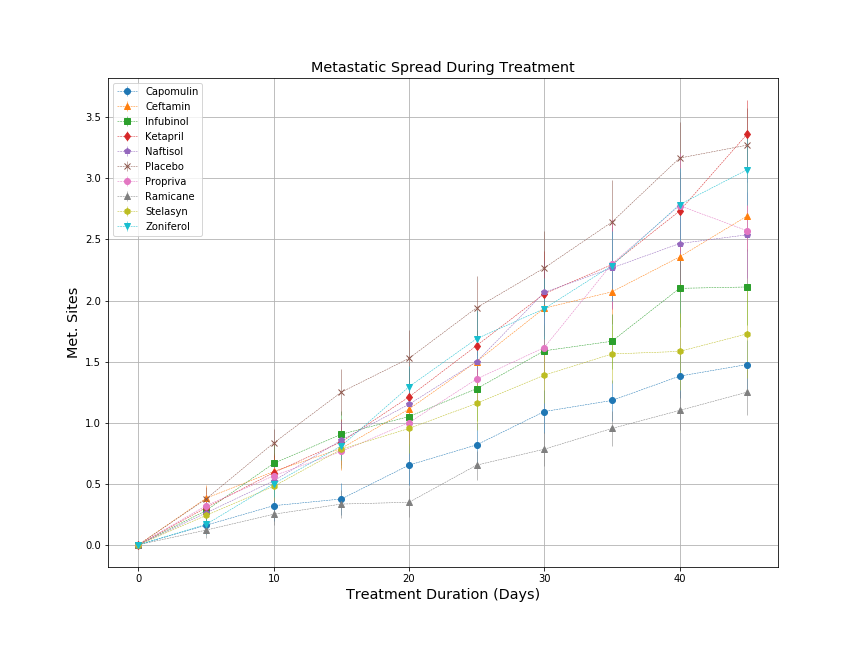 Metastatic Spread During Treatment
Capomulin
Ceftamin
Infubinol
Ketapril
Naftisol
Placebo
Propriva
Ramicane
Stelasyn
Zoniferol
Met. Sites
3.5
3.0
2.5
2.0
1.5
1.0
0.5
0.0
0 10 20 30 40
Treatment Duration (Days)